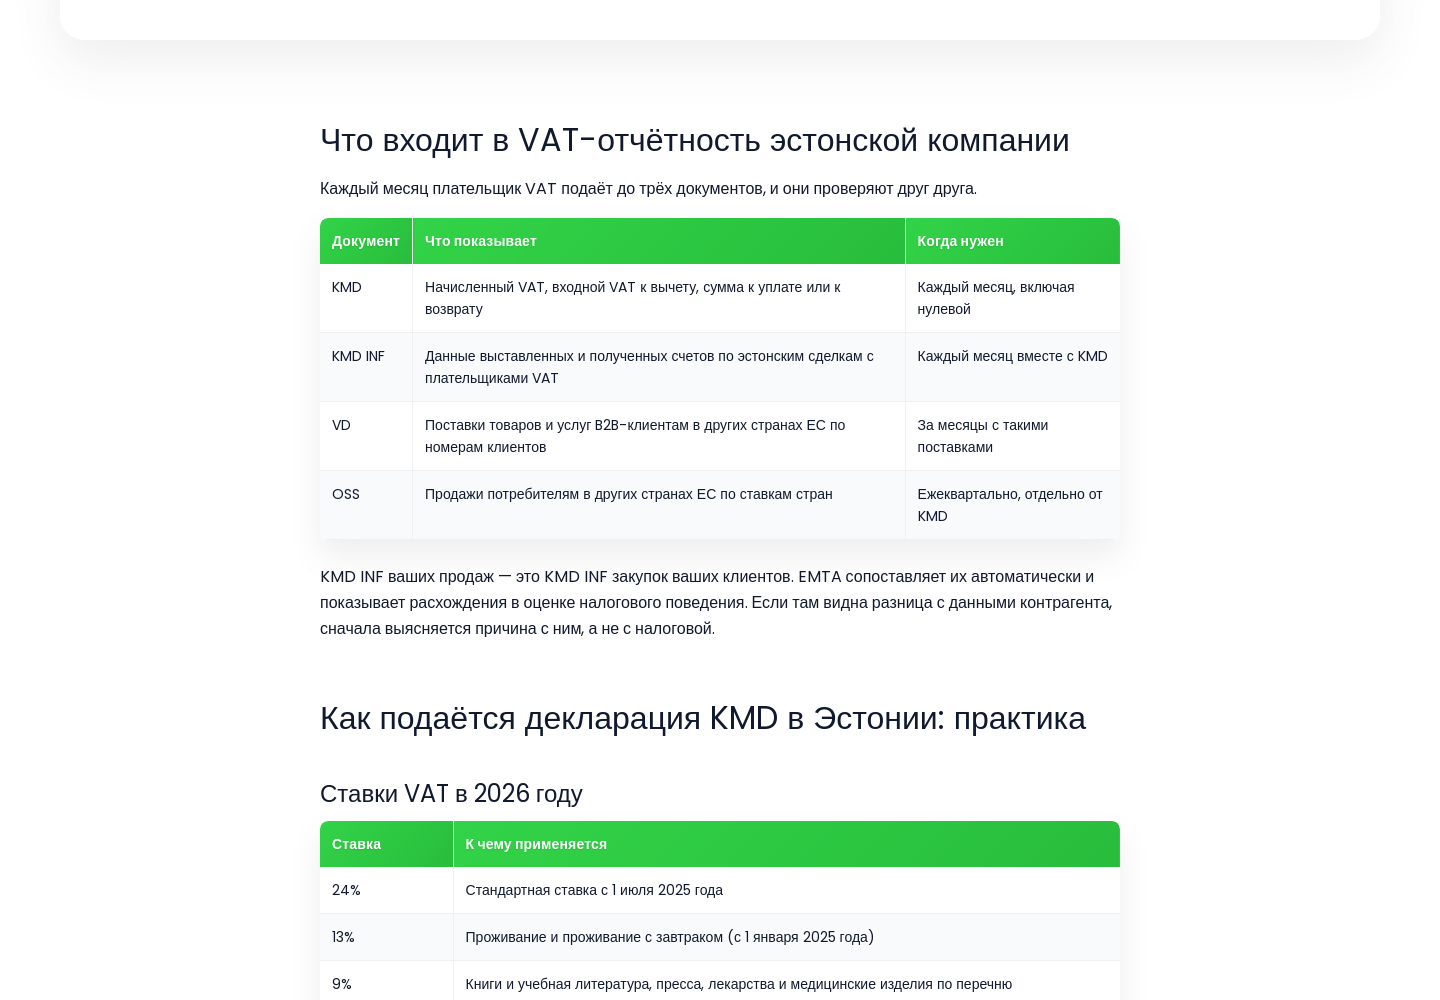 Что входит в VAT-отчётность эстонской компании
Каждый месяц плательщик VAT подаёт до трёх документов, и они проверяют друг друга.
Документ
Что показывает
Когда нужен
KMD
Начисленный VAT, входной VAT к вычету, сумма к уплате или к
возврату
Каждый месяц, включая
нулевой
KMD INF
Данные выставленных и полученных счетов по эстонским сделкам с
плательщиками VAT
Каждый месяц вместе с KMD
VD
Поставки товаров и услуг B2B-клиентам в других странах ЕС по
номерам клиентов
За месяцы с такими
поставками
OSS
Продажи потребителям в других странах ЕС по ставкам стран
Ежеквартально, отдельно от
KMD
KMD INF ваших продаж — это KMD INF закупок ваших клиентов. EMTA сопоставляет их автоматически и
показывает расхождения в оценке налогового поведения. Если там видна разница с данными контрагента,
сначала выясняется причина с ним, а не с налоговой.
Как подаётся декларация KMD в Эстонии: практика
Ставки VAT в 2026 году
Ставка
К чему применяется
24%
Стандартная ставка с 1 июля 2025 года
13%
Проживание и проживание с завтраком (с 1 января 2025 года)
9%
Книги и учебная литература, пресса, лекарства и медицинские изделия по перечню